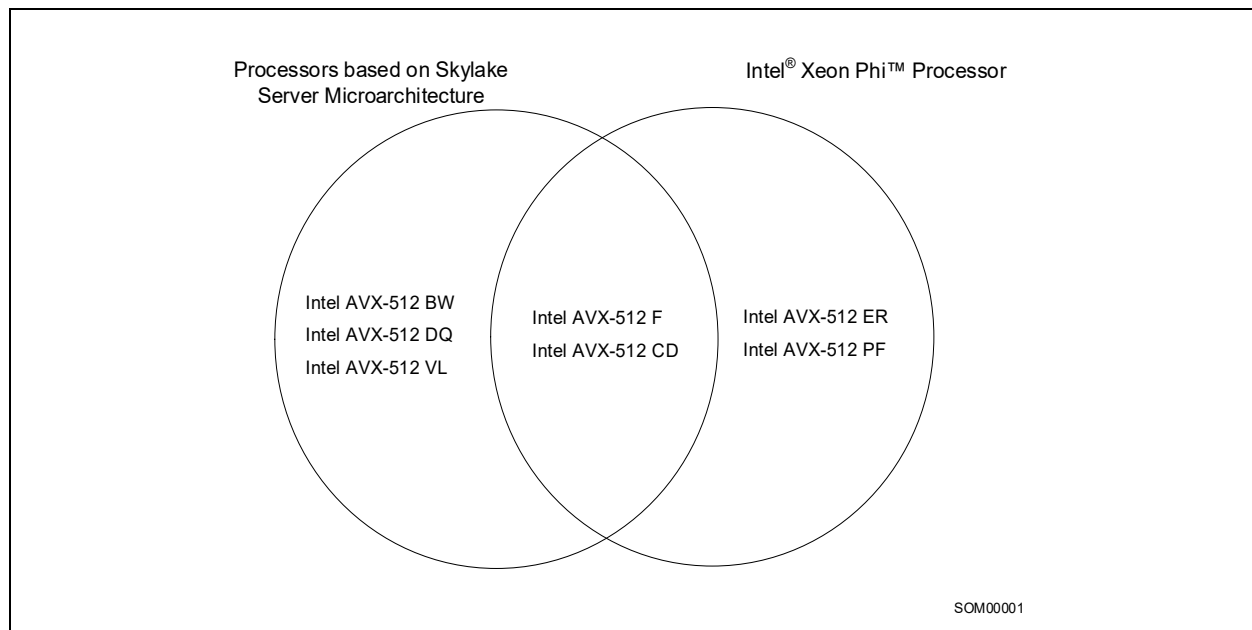 Processors based on Skylake
Server Microarchitecture
Intel® Xeon Phi™ Processor
Intel AVX-512 BW
Intel AVX-512 DQ
Intel AVX-512 VL
Intel AVX-512 F
Intel AVX-512 CD
Intel AVX-512 ER
Intel AVX-512 PF
SOM00001